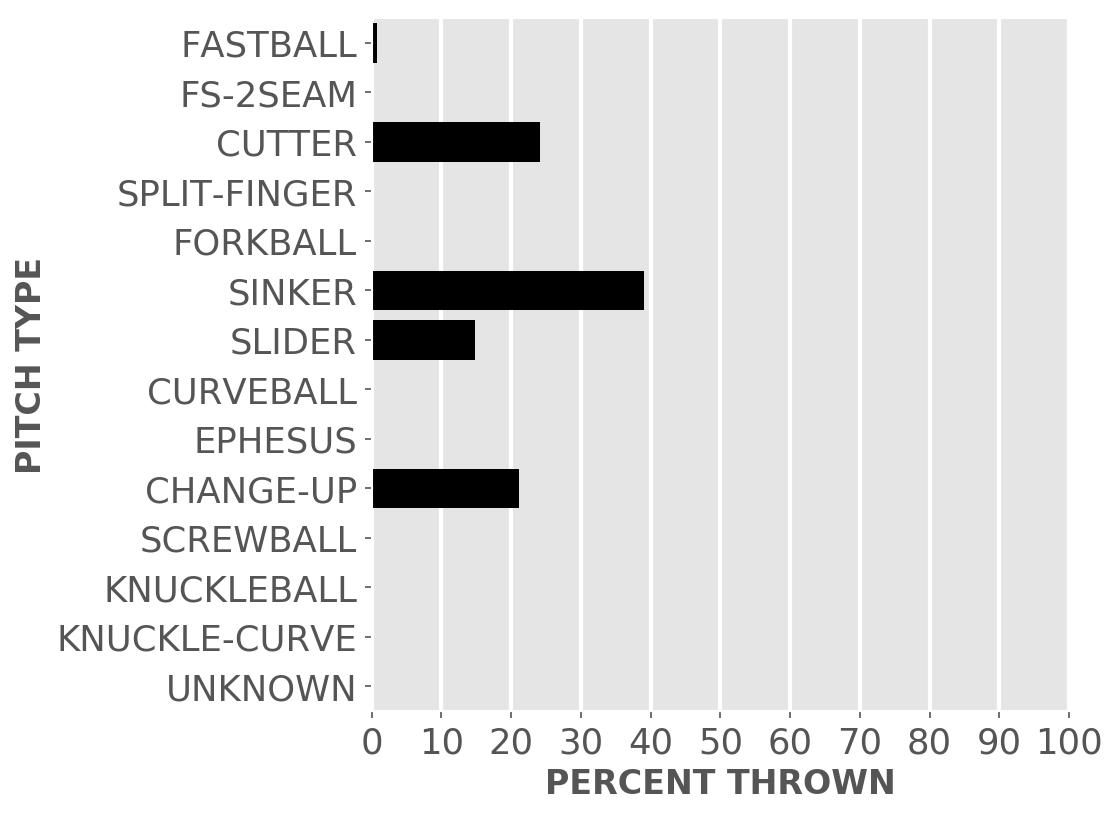 FASTBALL
FS-2SEAM
CUTTER
SPLIT-FINGER
FORKBALL
SINKER
SLIDER
CURVEBALL
EPHESUS
CHANGE-UP
SCREWBALL
KNUCKLEBALL
KNUCKLE-CURVE
UNKNOWN
PITCH TYPE
0 10 20 30 40 50 60 70 80 90 100
PERCENT THROWN